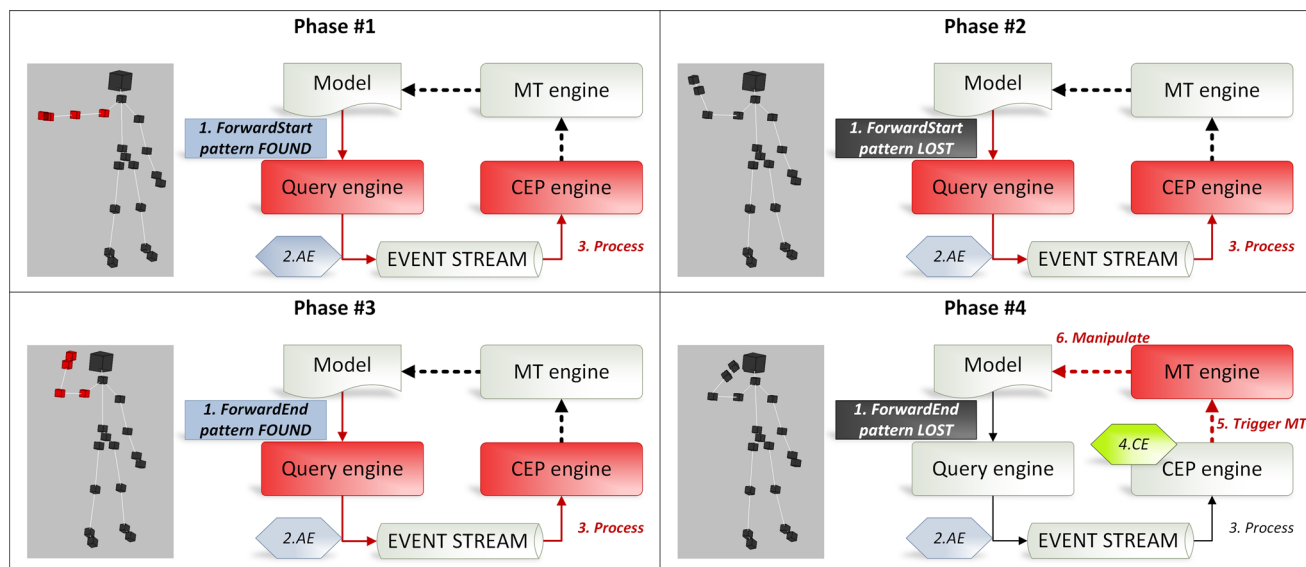 Phase #1
Model
MT engine
1. ForwardStart
pattern FOUND
Query engine
CEP engine
2.AE
EVENT STREAM
3. Process
Phase #2
Model
MT engine
1. ForwardStart
pattern LOST
Query engine
CEP engine
2.AE
EVENT STREAM
3. Process
Phase #3
Model
MT engine
1. ForwardEnd
pattern FOUND
Query engine
CEP engine
2.AE
EVENT STREAM
3. Process
Phase #4
6. Manipulate
Model
MT engine
1. ForwardEnd
pattern LOST
5. Trigger MT
4.CE
Query engine
CEP engine
2.AE
EVENT STREAM
3. Process